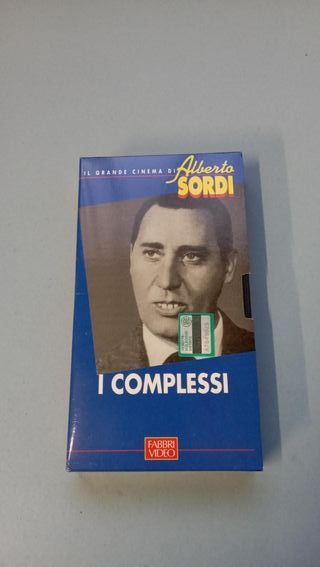 IL GRANDE CINEMA DI Alberto
SORDI
I COMPLESSI
FABBRI
VIDEO